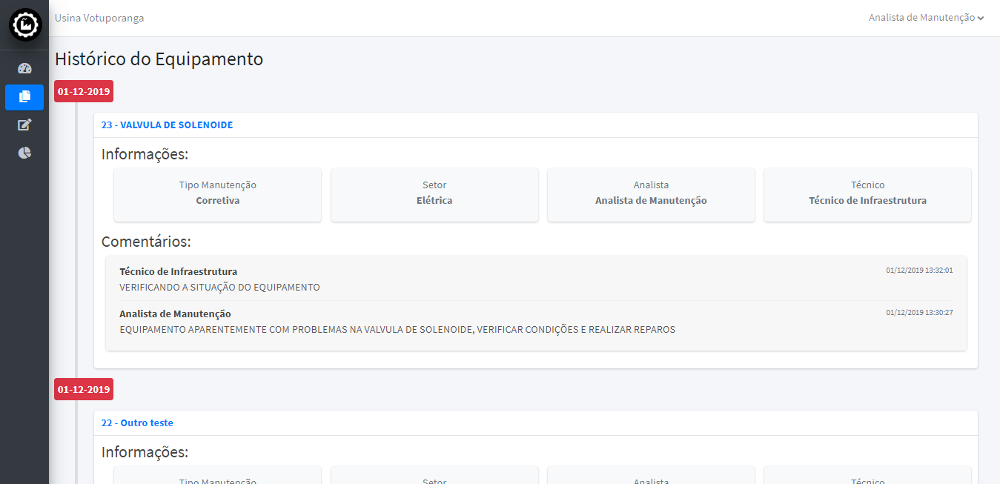 Usina Votuporanga
Analista de Manutenção
Histórico do Equipamento
01-12-2019
23 - VALVULA DE SOLENOIDE
Informações:
Tipo Manutenção
Corretiva
Setor
Elétrica
Analista
Analista de Manutenção
Técnico
Técnico de Infraestrutura
Comentários:
Técnico de Infraestrutura
01/12/2019 13:32:01
VERIFICANDO A SITUAÇÃO DO EQUIPAMENTO
Analista de Manutenção
01/12/2019 13:30:27
EQUIPAMENTO APARENTEMENTE COM PROBLEMAS NA VALVULA DE SOLENOIDE, VERIFICAR CONDIÇÕES E REALIZAR REPAROS
01-12-2019
22 - Outro teste
Informações:
Tipo Manutenção
Setor
Analista
Técnico